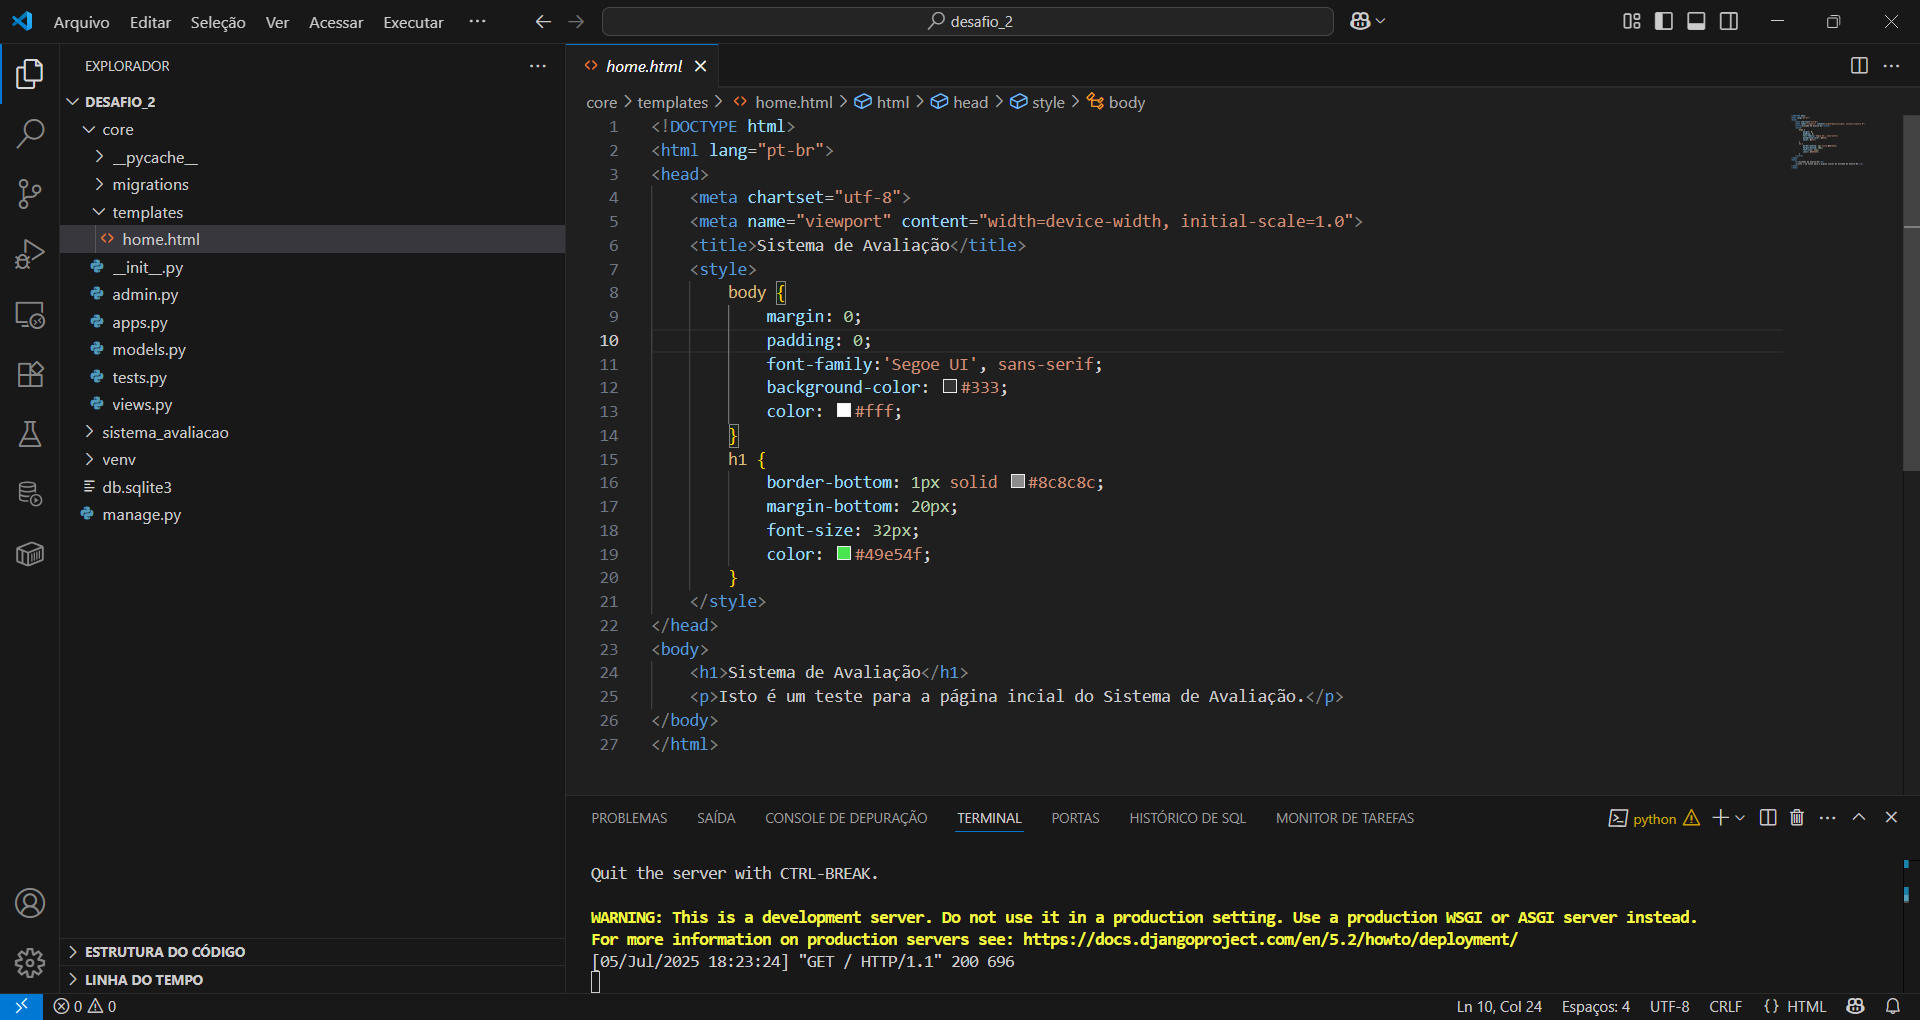 Arquivo Editar Seleção Ver Acessar Executar ··· desafio_2
EXPLORADOR ···
DESAFIO_2
core
__pycache__
migrations
templates
home.html
__init__.py
admin.py
apps.py
models.py
tests.py
views.py
sistema_avaliacao
venv
db.sqlite3
manage.py
ESTRUTURA DO CÓDIGO
LINHA DO TEMPO
home.html
core > templates > home.html > html > head > style > body
1 <!DOCTYPE html>
2 <html lang="pt-br">
3 <head>
4 <meta chartset="utf-8">
5 <meta name="viewport" content="width=device-width, initial-scale=1.0">
6 <title>Sistema de Avaliação</title>
7 <style>
8 body {
9 margin: 0;
10 padding: 0;
11 font-family:'Segoe UI', sans-serif;
12 background-color: #333;
13 color: #fff;
14 }
15 h1 {
16 border-bottom: 1px solid #8c8c8c;
17 margin-bottom: 20px;
18 font-size: 32px;
19 color: #49e54f;
20 }
21 </style>
22 </head>
23 <body>
24 <h1>Sistema de Avaliação</h1>
25 <p>Isto é um teste para a página incial do Sistema de Avaliação.</p>
26 </body>
27 </html>
PROBLEMAS SAÍDA CONSOLE DE DEPURAÇÃO TERMINAL PORTAS HISTÓRICO DE SQL MONITOR DE TAREFAS python
Quit the server with CTRL-BREAK.
WARNING: This is a development server. Do not use it in a production setting. Use a production WSGI or ASGI server instead.
For more information on production servers see: https://docs.djangoproject.com/en/5.2/howto/deployment/
[05/Jul/2025 18:23:24] "GET / HTTP/1.1" 200 696
0 0 Ln 10, Col 24 Espaços: 4 UTF-8 CRLF {} HTML